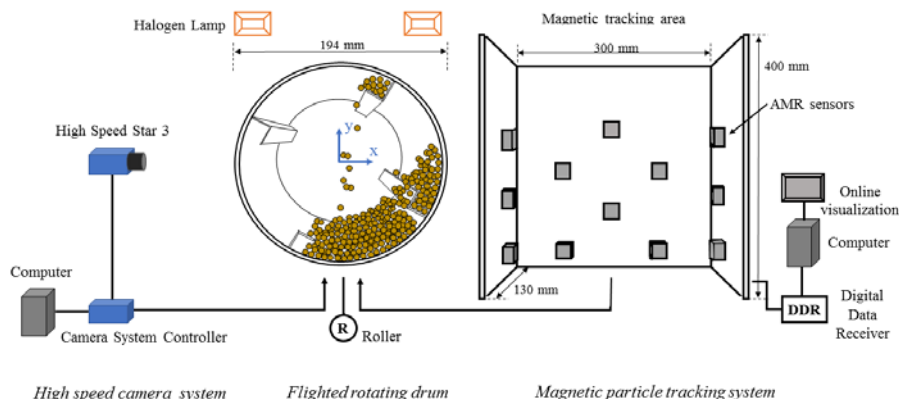 Halogen Lamp
Magnetic tracking area
194 mm
300 mm
400 mm
AMR sensors
High Speed Star 3
y
x
Online
visualization
Computer
Computer
130 mm
Camera System Controller
R
Roller
DDR
Digital
Data
Receiver
High speed camera system
Flighted rotating drum
Magnetic particle tracking system